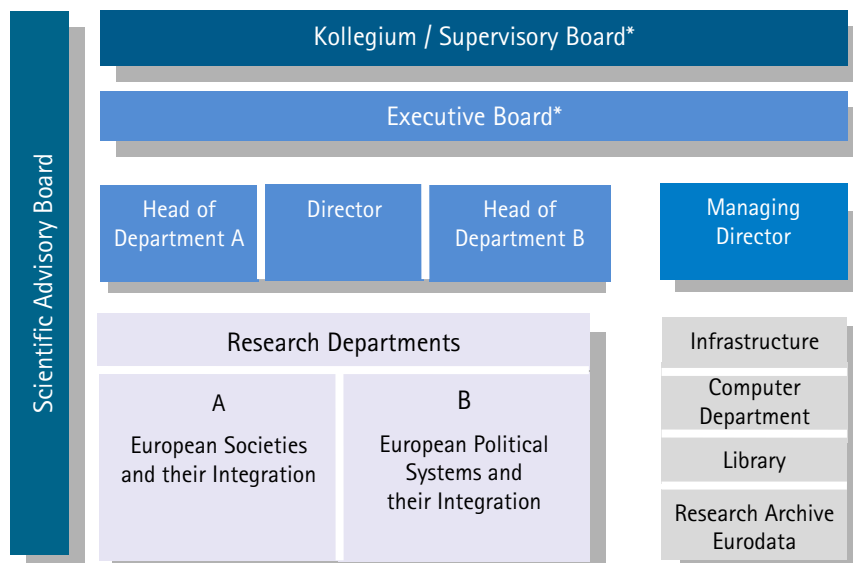 Scientific Advisory Board
Kollegium / Supervisory Board*
Executive Board*
Head of
Department A
Director
Head of
Department B
Managing
Director
Research Departments
A
European Societies
and their Integration
B
European Political
Systems and
their Integration
Infrastructure
Computer
Department
Library
Research Archive
Eurodata